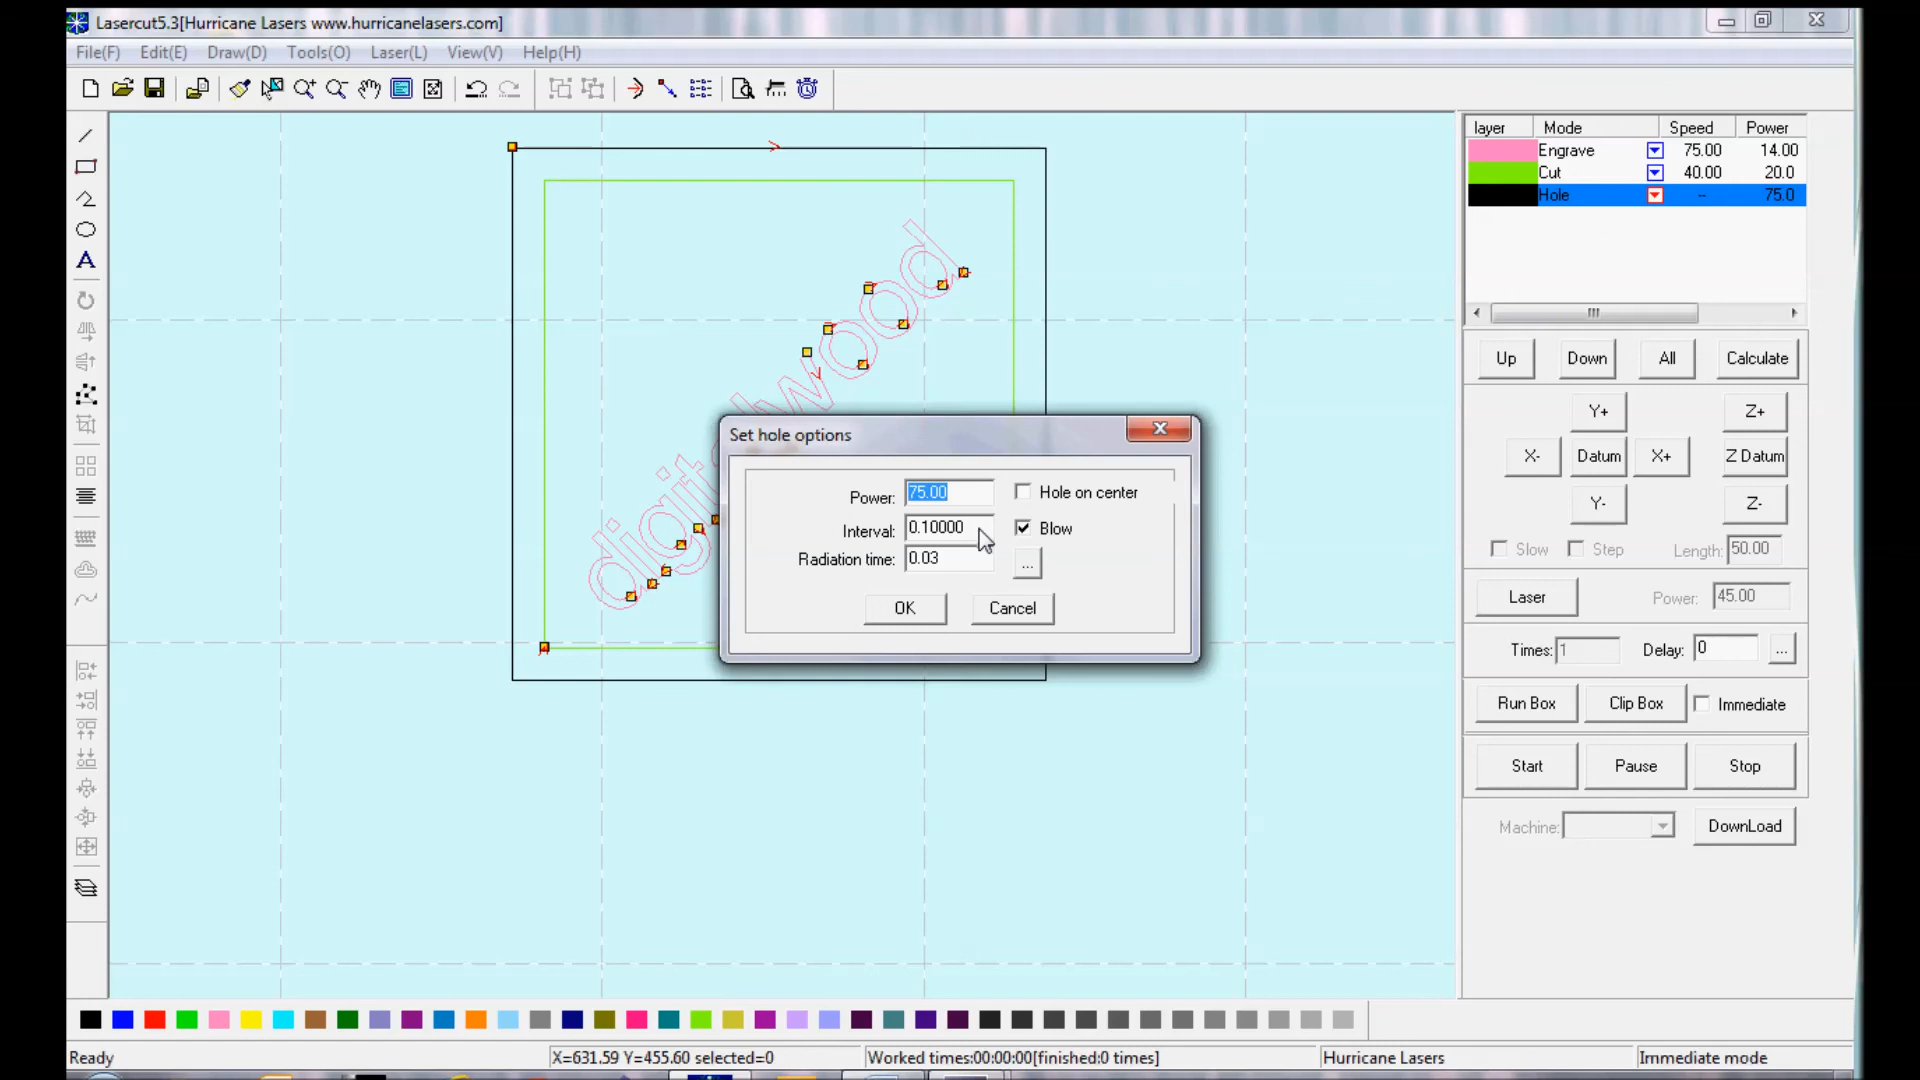 Lasercut5.3[Hurricane Lasers www.hurricanelasers.com]
File(F) Edit(E) Draw(D) Tools(O) Laser(L) View(V) Help(H)
layer Mode Speed Power
Engrave 75.00 14.00
Cut 40.00 20.0
Hole -- 75.0
Up Down All Calculate
Y+ Z+
X- Datum X+ Z Datum
Y- Z-
Slow Step Length: 50.00
Laser Power: 45.00
Times: 1 Delay: 0 ...
Run Box Clip Box Immediate
Start Pause Stop
Machine: DownLoad
Set hole options
Power: 75.00 Hole on center
Interval: 0.10000 Blow
Radiation time: 0.03 ...
OK Cancel
Ready X=631.59 Y=455.60 selected=0 Worked times:00:00:00[finished:0 times] Hurricane Lasers Immediate mode